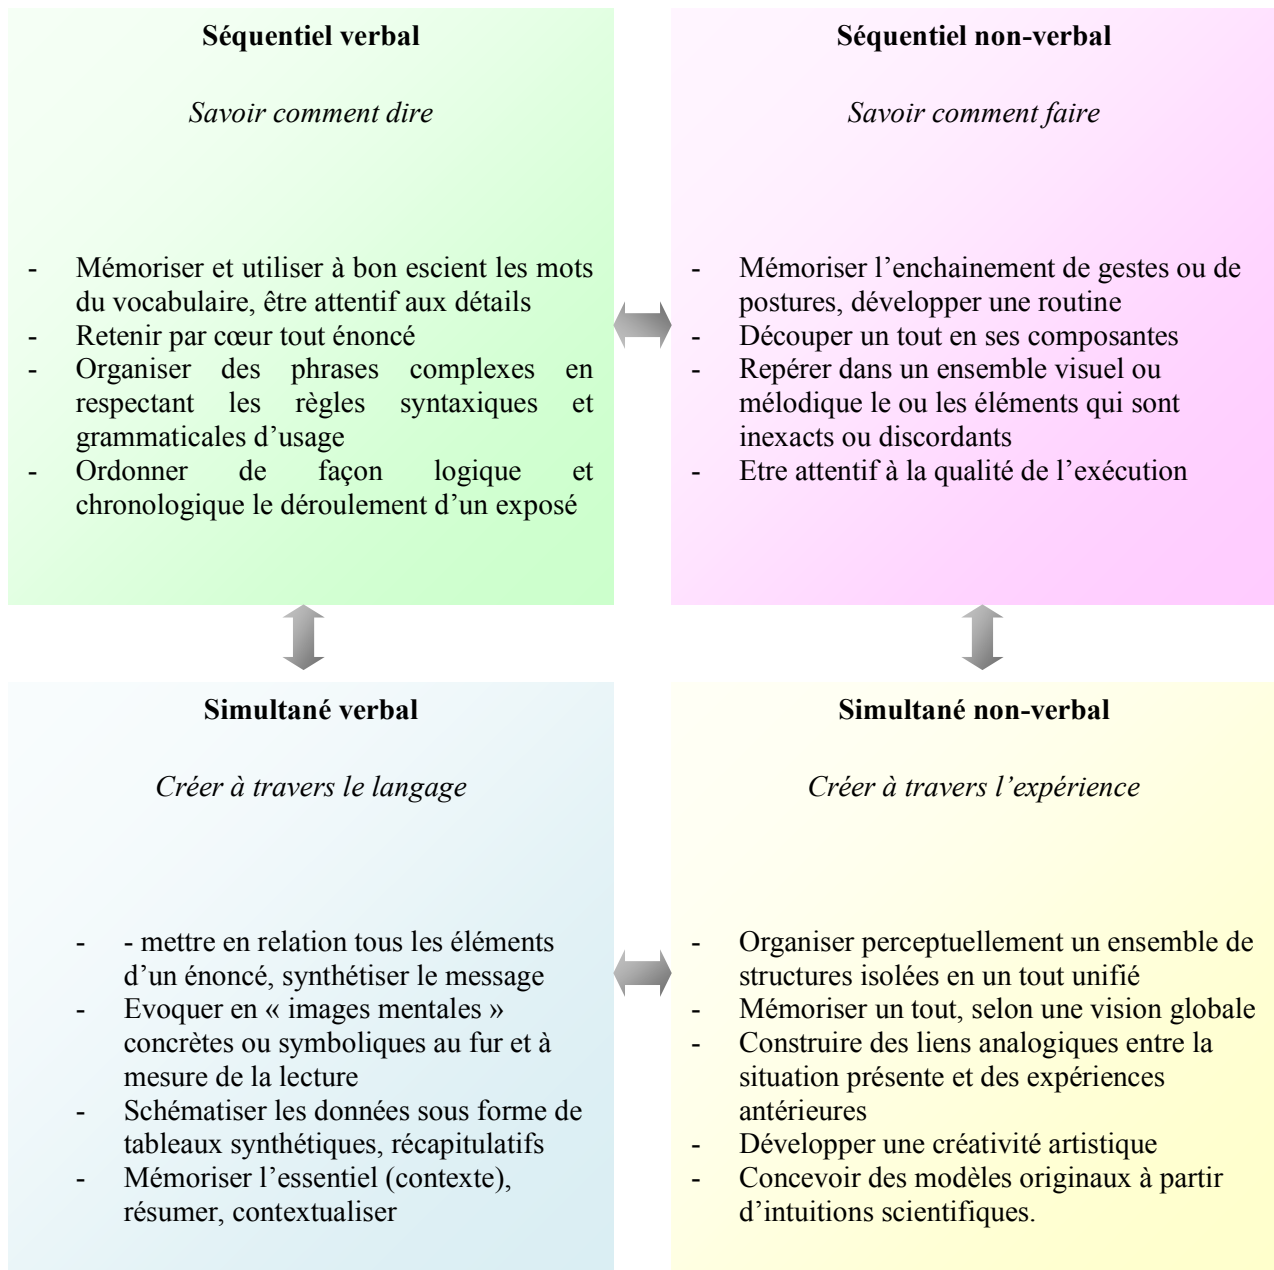 Séquentiel verbal
Savoir comment dire
- Mémoriser et utiliser à bon escient les mots
du vocabulaire, être attentif aux détails
- Retenir par cœur tout énoncé
- Organiser des phrases complexes en
respectant les règles syntaxiques et
grammaticales d’usage
- Ordonner de façon logique et
chronologique le déroulement d’un exposé
Séquentiel non-verbal
Savoir comment faire
- Mémoriser l’enchainement de gestes ou de
postures, développer une routine
- Découper un tout en ses composantes
- Repérer dans un ensemble visuel ou
mélodique le ou les éléments qui sont
inexacts ou discordants
- Etre attentif à la qualité de l’exécution
Simultané verbal
Créer à travers le langage
- - mettre en relation tous les éléments
d’un énoncé, synthétiser le message
- Evoquer en « images mentales »
concrètes ou symboliques au fur et à
mesure de la lecture
- Schématiser les données sous forme de
tableaux synthétiques, récapitulatifs
- Mémoriser l’essentiel (contexte),
résumer, contextualiser
Simultané non-verbal
Créer à travers l’expérience
- Organiser perceptuellement un ensemble de
structures isolées en un tout unifié
- Mémoriser un tout, selon une vision globale
- Construire des liens analogiques entre la
situation présente et des expériences
antérieures
- Développer une créativité artistique
- Concevoir des modèles originaux à partir
d’intuitions scientifiques.